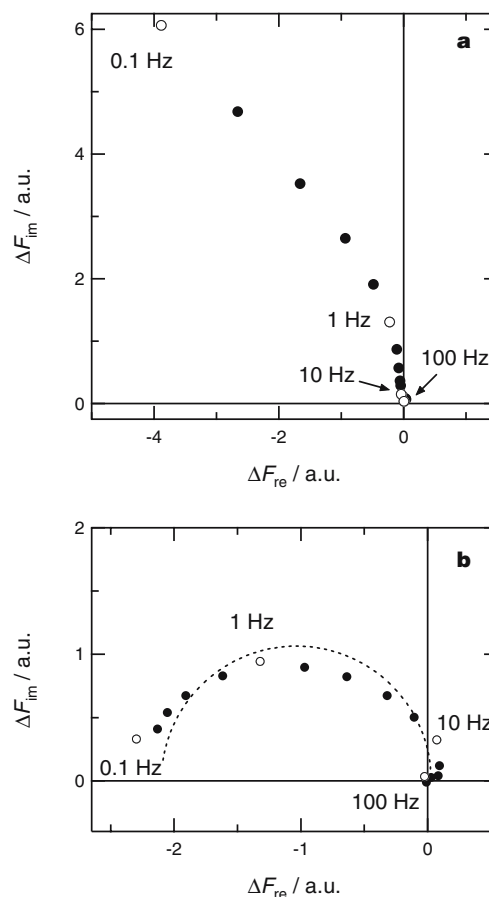 6
a
0.1 Hz
4
ΔF_im / a.u.
2
1 Hz
10 Hz
100 Hz
0
-4
-2
0
ΔF_re / a.u.
2
b
1 Hz
ΔF_im / a.u.
1
10 Hz
0.1 Hz
0
100 Hz
-2
-1
0
ΔF_re / a.u.